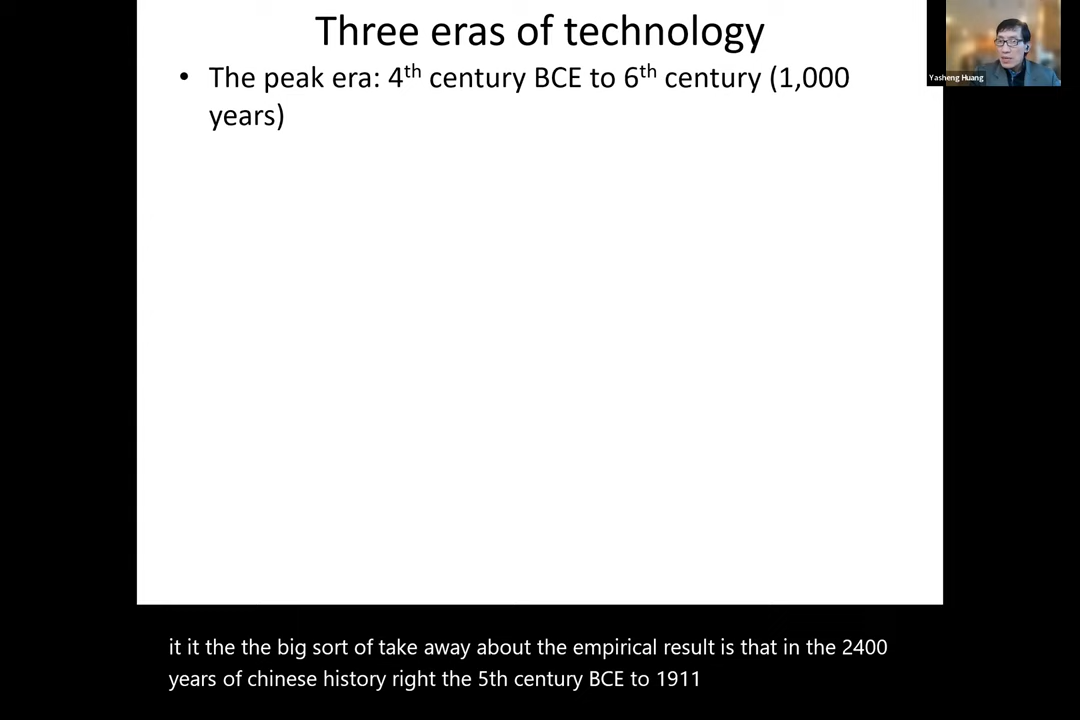 Three eras of technology
• The peak era: 4th century BCE to 6th century (1,000
years)
Yasheng Huang
it it the the big sort of take away about the empirical result is that in the 2400
years of chinese history right the 5th century BCE to 1911